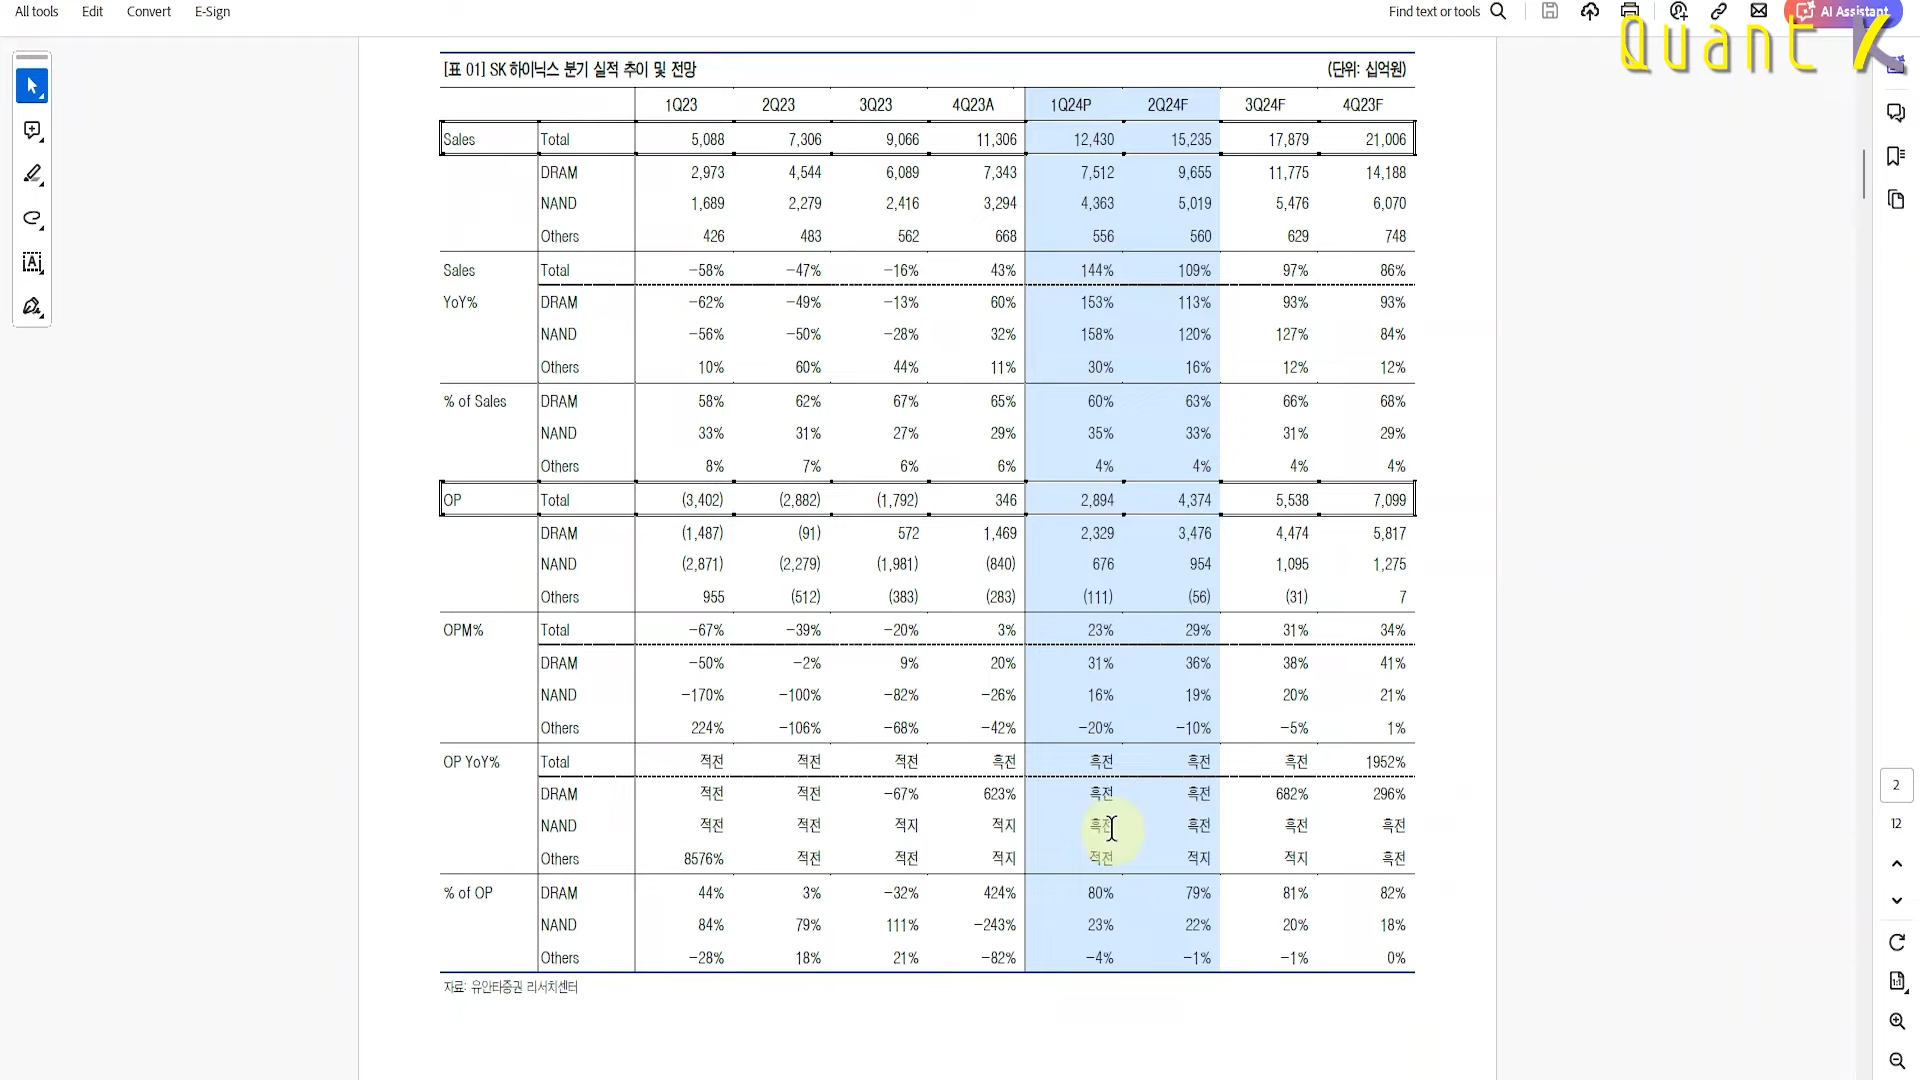 All tools Edit Convert E-Sign Find text or tools AI Assistant
Quant K
[표 01] SK 하이닉스 분기 실적 추이 및 전망 (단위: 십억원)
1Q23 2Q23 3Q23 4Q23A 1Q24P 2Q24F 3Q24F 4Q23F
Sales Total 5,088 7,306 9,066 11,306 12,430 15,235 17,879 21,006
DRAM 2,973 4,544 6,089 7,343 7,512 9,655 11,775 14,188
NAND 1,689 2,279 2,416 3,294 4,363 5,019 5,476 6,070
Others 426 483 562 668 556 560 629 748
Sales Total -58% -47% -16% 43% 144% 109% 97% 86%
YoY% DRAM -62% -49% -13% 60% 153% 113% 93% 93%
NAND -56% -50% -28% 32% 158% 120% 127% 84%
Others 10% 60% 44% 11% 30% 16% 12% 12%
% of Sales DRAM 58% 62% 67% 65% 60% 63% 66% 68%
NAND 33% 31% 27% 29% 35% 33% 31% 29%
Others 8% 7% 6% 6% 4% 4% 4% 4%
OP Total (3,402) (2,882) (1,792) 346 2,894 4,374 5,538 7,099
DRAM (1,487) (91) 572 1,469 2,329 3,476 4,474 5,817
NAND (2,871) (2,279) (1,981) (840) 676 954 1,095 1,275
Others 955 (512) (383) (283) (111) (56) (31) 7
OPM% Total -67% -39% -20% 3% 23% 29% 31% 34%
DRAM -50% -2% 9% 20% 31% 36% 38% 41%
NAND -170% -100% -82% -26% 16% 19% 20% 21%
Others 224% -106% -68% -42% -20% -10% -5% 1%
OP YoY% Total 적전 적전 적전 흑전 흑전 흑전 흑전 1952%
DRAM 적전 적전 -67% 623% 흑전 흑전 682% 296%
NAND 적전 적전 적지 적지 흑전 흑전 흑전 흑전
Others 8576% 적전 적전 적지 적전 적지 적지 흑전
% of OP DRAM 44% 3% -32% 424% 80% 79% 81% 82%
NAND 84% 79% 111% -243% 23% 22% 20% 18%
Others -28% 18% 21% -82% -4% -1% -1% 0%
자료: 유안타증권 리서치센터
2
12